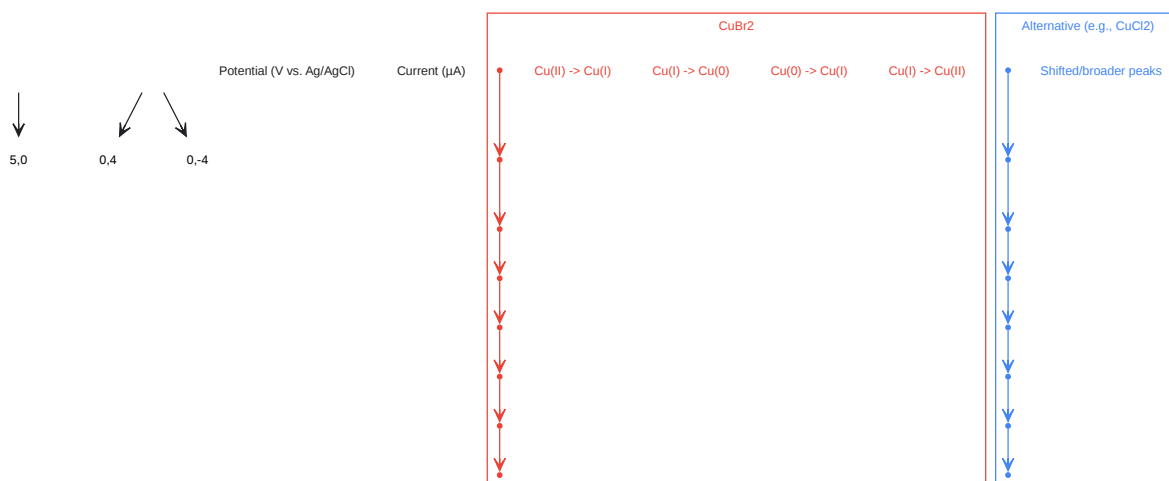 CuBr2
Alternative (e.g., CuCl2)
Potential (V vs. Ag/AgCl)
Current (µA)
Cu(II) -> Cu(I)
Cu(I) -> Cu(0)
Cu(0) -> Cu(I)
Cu(I) -> Cu(II)
Shifted/broader peaks
5,0
0,4
0,-4